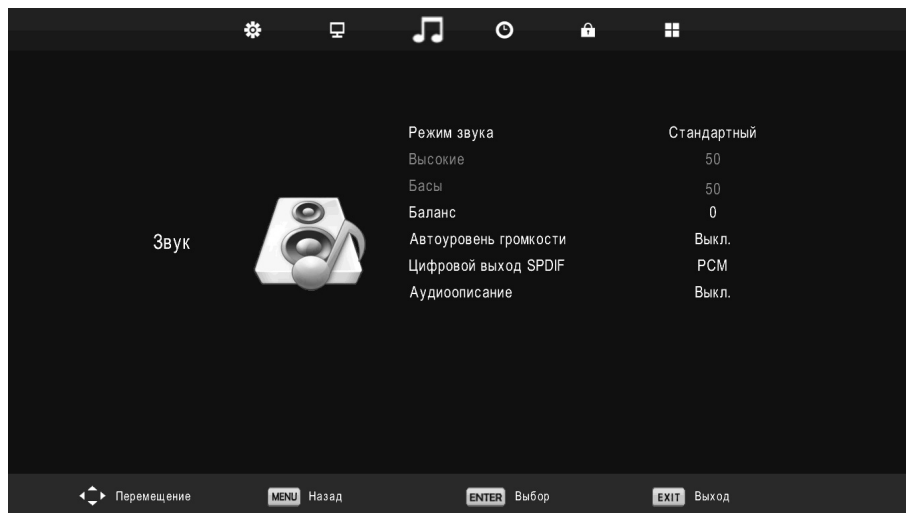 Режим звука Стандартный
Высокие 50
Басы 50
Баланс 0
Звук
Автоуровень громкости Выкл.
Цифровой выход SPDIF PCM
Аудиоописание Выкл.
Перемещение MENU Назад ENTER Выбор EXIT Выход